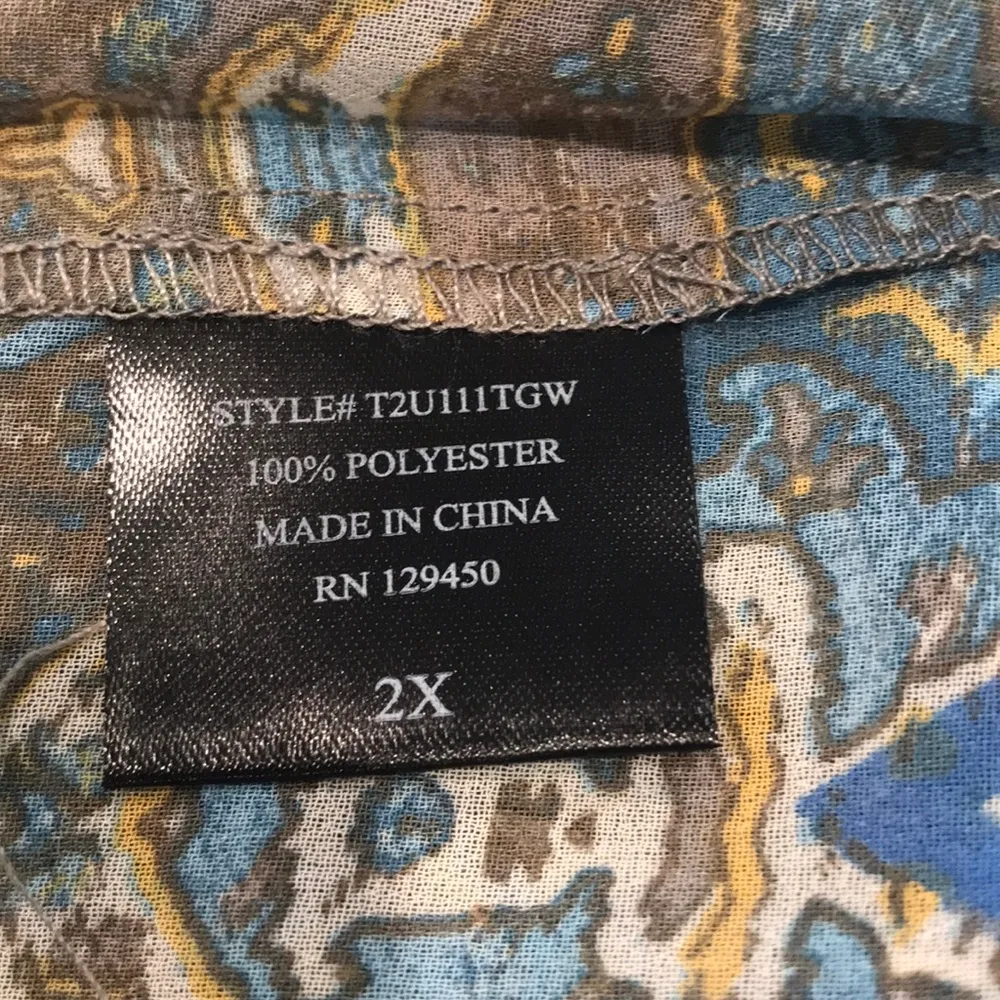 STYLE# T2U111TGW
100% POLYESTER
MADE IN CHINA
RN 129450
2X